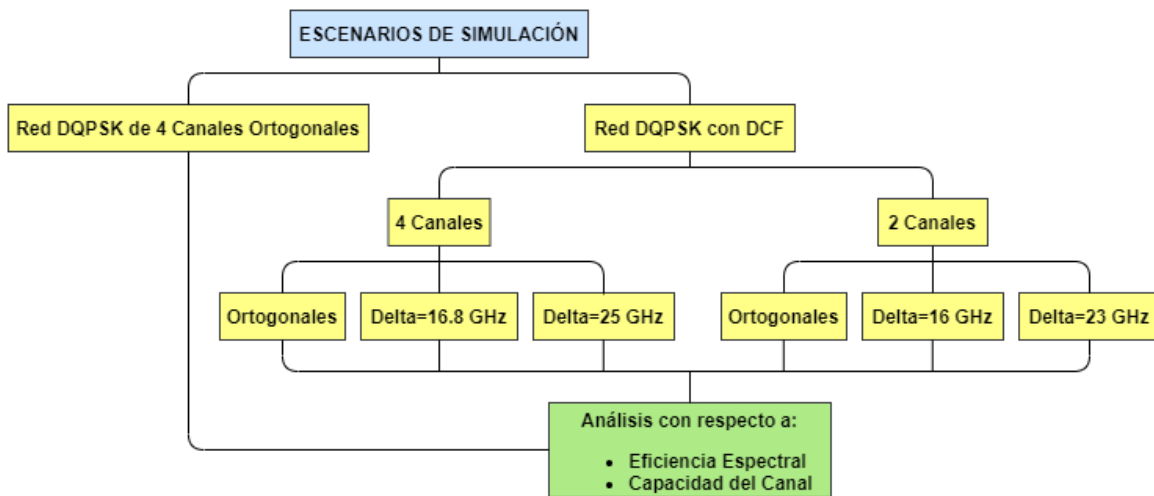 ESCENARIOS DE SIMULACIÓN
Red DQPSK de 4 Canales Ortogonales
Red DQPSK con DCF
4 Canales
2 Canales
Ortogonales
Delta=16.8 GHz
Delta=25 GHz
Ortogonales
Delta=16 GHz
Delta=23 GHz
Análisis con respecto a:
• Eficiencia Espectral
• Capacidad del Canal